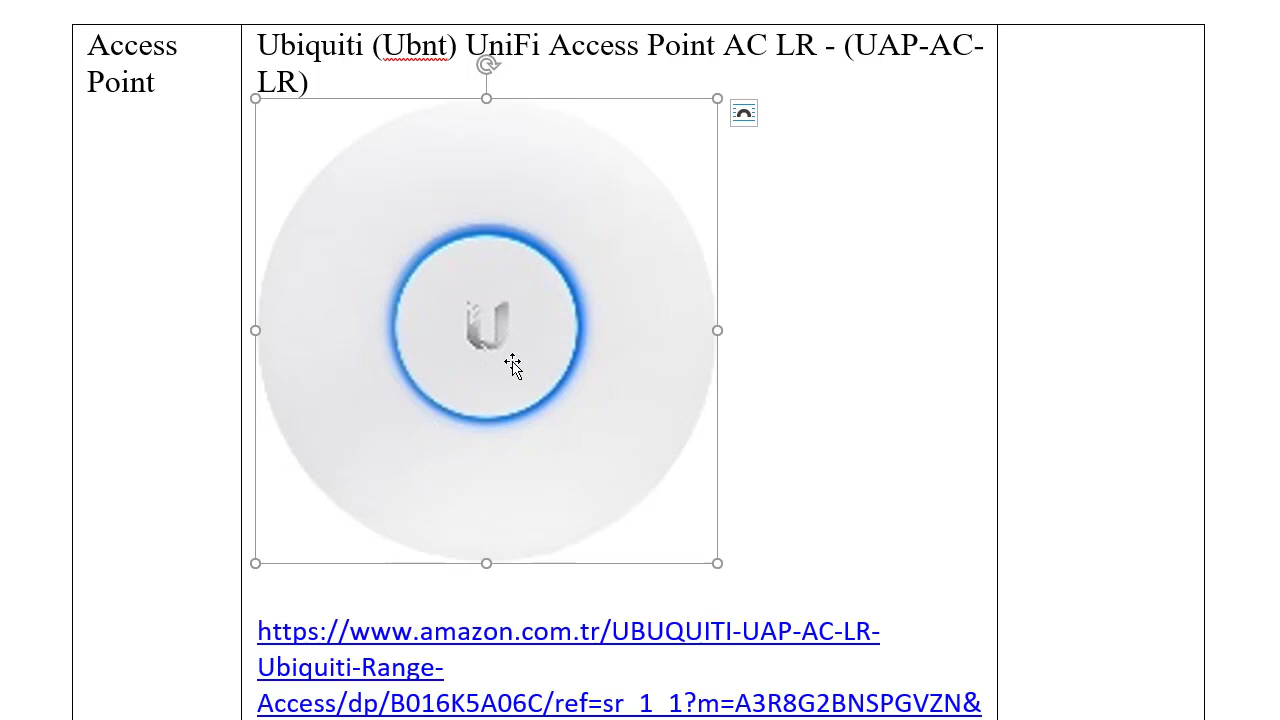 Access
Point
Ubiquiti (Ubnt) UniFi Access Point AC LR - (UAP-AC-
LR)
U
https://www.amazon.com.tr/UBUQUITI-UAP-AC-LR-
Ubiquiti-Range-
Access/dp/B016K5A06C/ref=sr_1_1?m=A3R8G2BNSPGVZN&